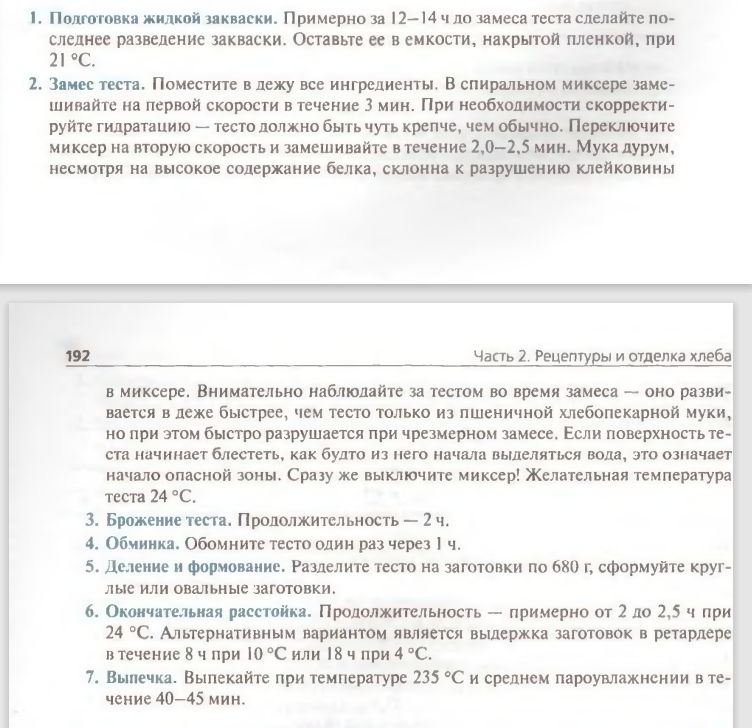 1. Подготовка жидкой закваски. Примерно за 12–14 ч до замеса теста сделайте по-
следнее разведение закваски. Оставьте ее в емкости, накрытой пленкой, при
21 °С.
2. Замес теста. Поместите в дежу все ингредиенты. В спиральном миксере заме-
шивайте на первой скорости в течение 3 мин. При необходимости скорректи-
руйте гидратацию — тесто должно быть чуть крепче, чем обычно. Переключите
миксер на вторую скорость и замешивайте в течение 2,0–2,5 мин. Мука дурум,
несмотря на высокое содержание белка, склонна к разрушению клейковины
192 Часть 2. Рецептуры и отделка хлеба
в миксере. Внимательно наблюдайте за тестом во время замеса — оно разви-
вается в деже быстрее, чем тесто только из пшеничной хлебопекарной муки,
но при этом быстро разрушается при чрезмерном замесе. Если поверхность те-
ста начинает блестеть, как будто из него начала выделяться вода, это означает
начало опасной зоны. Сразу же выключите миксер! Желательная температура
теста 24 °С.
3. Брожение теста. Продолжительность — 2 ч.
4. Обминка. Обомните тесто один раз через 1 ч.
5. Деление и формование. Разделите тесто на заготовки по 680 г, сформуйте круг-
лые или овальные заготовки.
6. Окончательная расстойка. Продолжительность — примерно от 2 до 2,5 ч при
24 °С. Альтернативным вариантом является выдержка заготовок в ретардере
в течение 8 ч при 10 °С или 18 ч при 4 °С.
7. Выпечка. Выпекайте при температуре 235 °С и среднем пароувлажнении в те-
чение 40–45 мин.